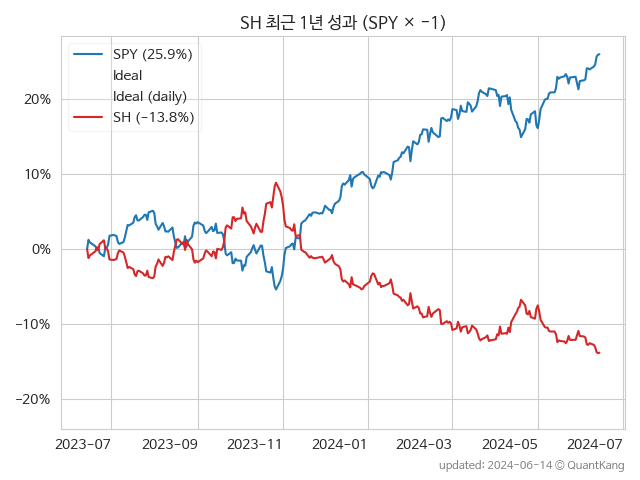 SH 최근 1년 성과 (SPY × −1)
SPY (25.9%)
Ideal
Ideal (daily)
SH (−13.8%)
20%
10%
0%
−10%
−20%
2023-07
2023-09
2023-11
2024-01
2024-03
2024-05
2024-07
updated: 2024-06-14 © QuantKang